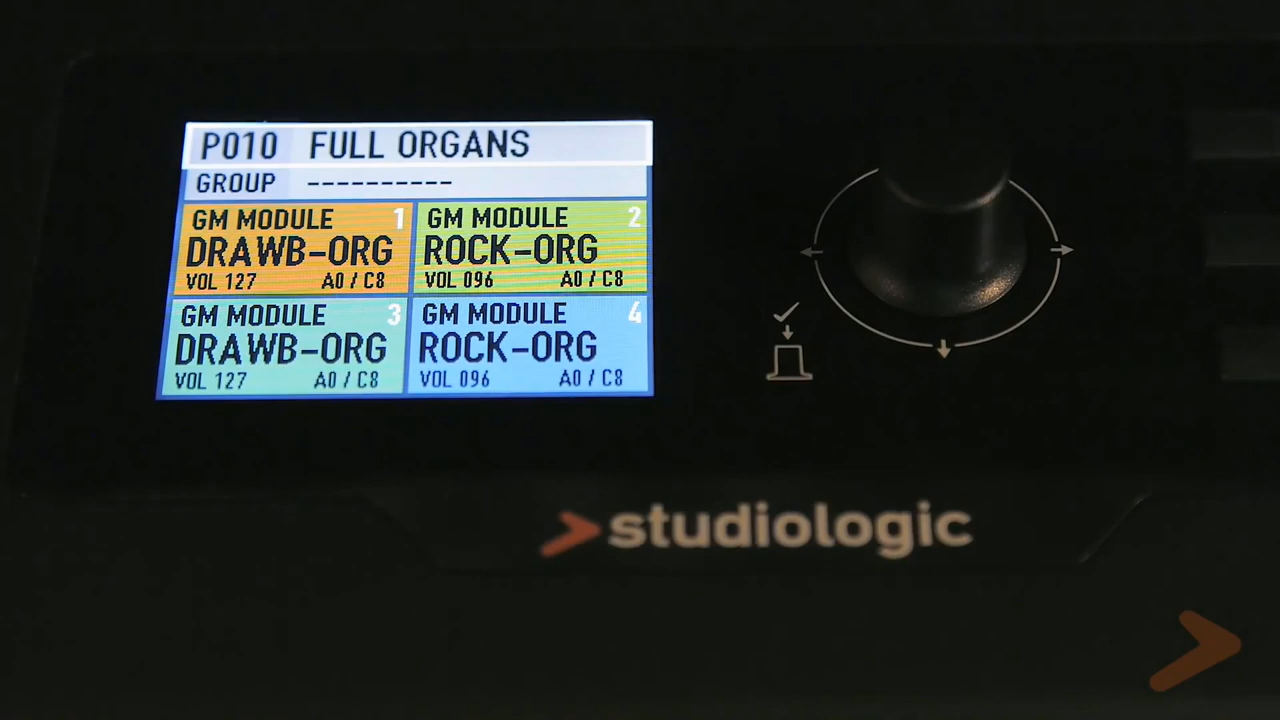 P010 FULL ORGANS
GROUP ----------
GM MODULE 1
DRAWB-ORG
VOL 127 A0 / C8
GM MODULE 2
ROCK-ORG
VOL 096 A0 / C8
GM MODULE 3
DRAWB-ORG
VOL 127 A0 / C8
GM MODULE 4
ROCK-ORG
VOL 096 A0 / C8
studiologic